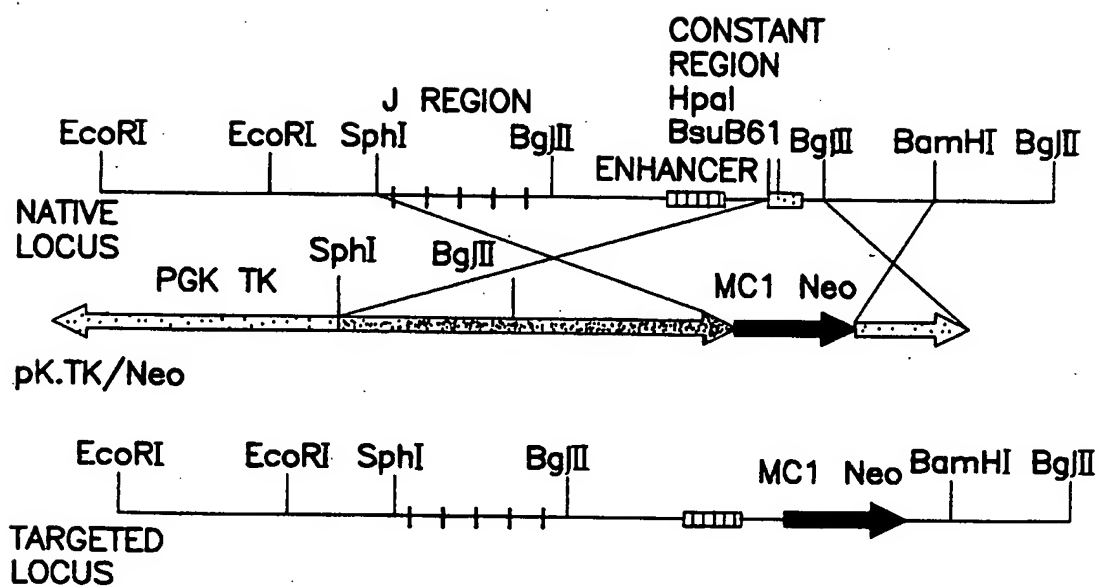 CONSTANT
REGION
HpaI
BsuB61
J REGION
EcoRI EcoRI SphI BglII ENHANCER BglII BamHI BglII
NATIVE
LOCUS
SphI BglII
PGK TK MC1 Neo
pK.TK/Neo
EcoRI EcoRI SphI BglII MC1 Neo BamHI BglII
TARGETED
LOCUS